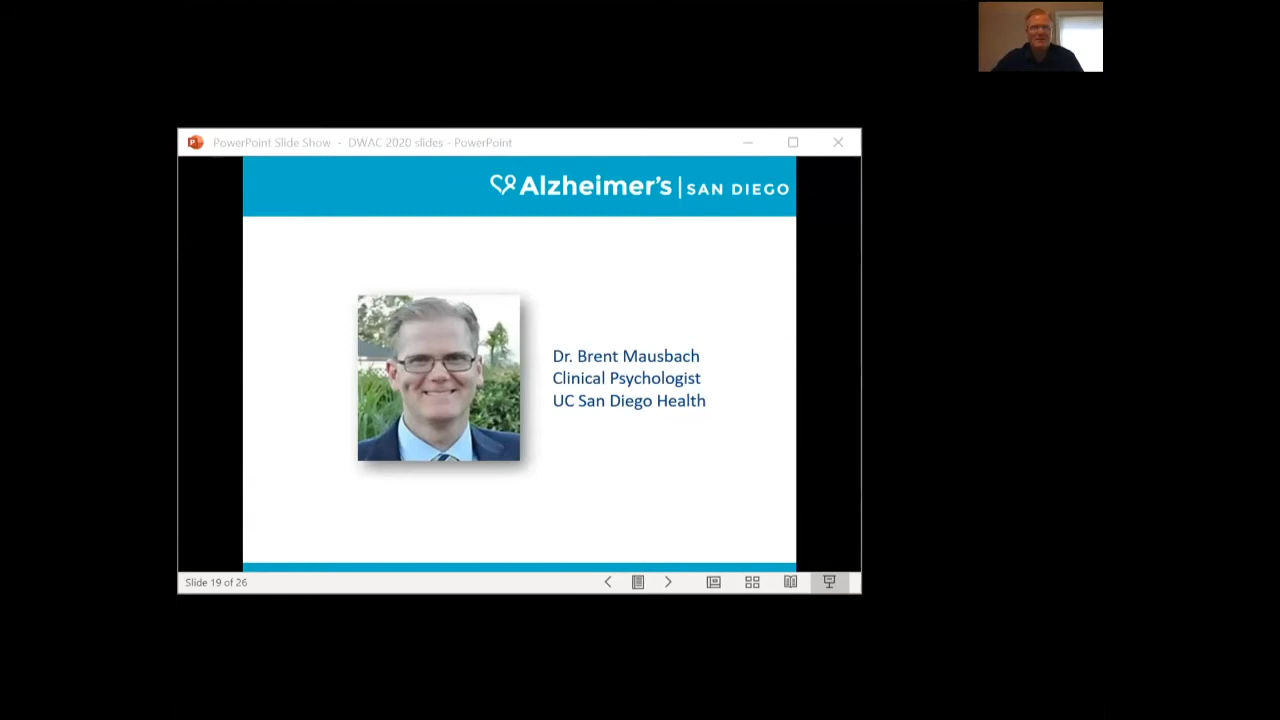 PowerPoint Slide Show - DWAC 2020 slides - PowerPoint
Alzheimer's | SAN DIEGO
Dr. Brent Mausbach
Clinical Psychologist
UC San Diego Health
Slide 19 of 26